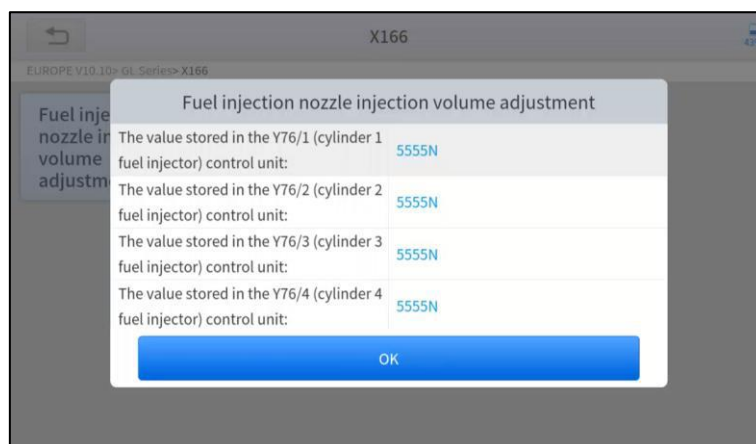 X166
43%
EUROPE V10.10> GL Series> X166
Fuel inje
nozzle in
volume
adjustm
Fuel injection nozzle injection volume adjustment
The value stored in the Y76/1 (cylinder 1
fuel injector) control unit:
5555N
The value stored in the Y76/2 (cylinder 2
fuel injector) control unit:
5555N
The value stored in the Y76/3 (cylinder 3
fuel injector) control unit:
5555N
The value stored in the Y76/4 (cylinder 4
fuel injector) control unit:
5555N
OK